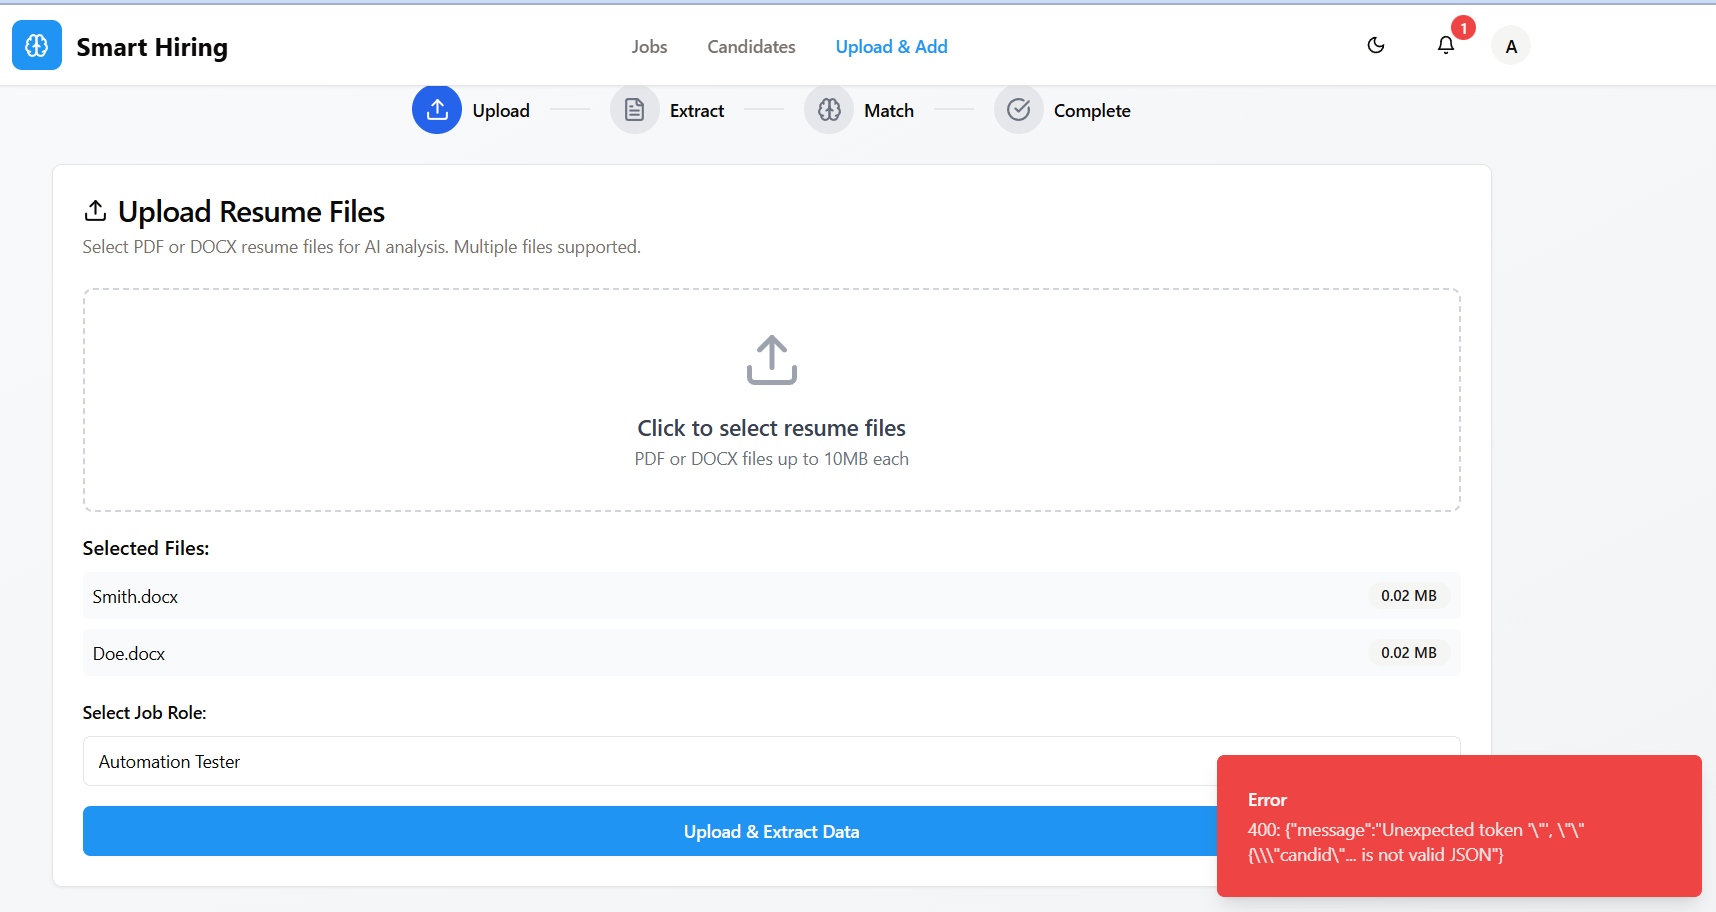 Smart Hiring
Jobs Candidates Upload & Add
1
A
Upload Extract Match Complete
Upload Resume Files
Select PDF or DOCX resume files for AI analysis. Multiple files supported.
Click to select resume files
PDF or DOCX files up to 10MB each
Selected Files:
Smith.docx 0.02 MB
Doe.docx 0.02 MB
Select Job Role:
Automation Tester
Upload & Extract Data
Error
400: {"message":"Unexpected token '\"', \"\"
{\\\"candid\"... is not valid JSON"}